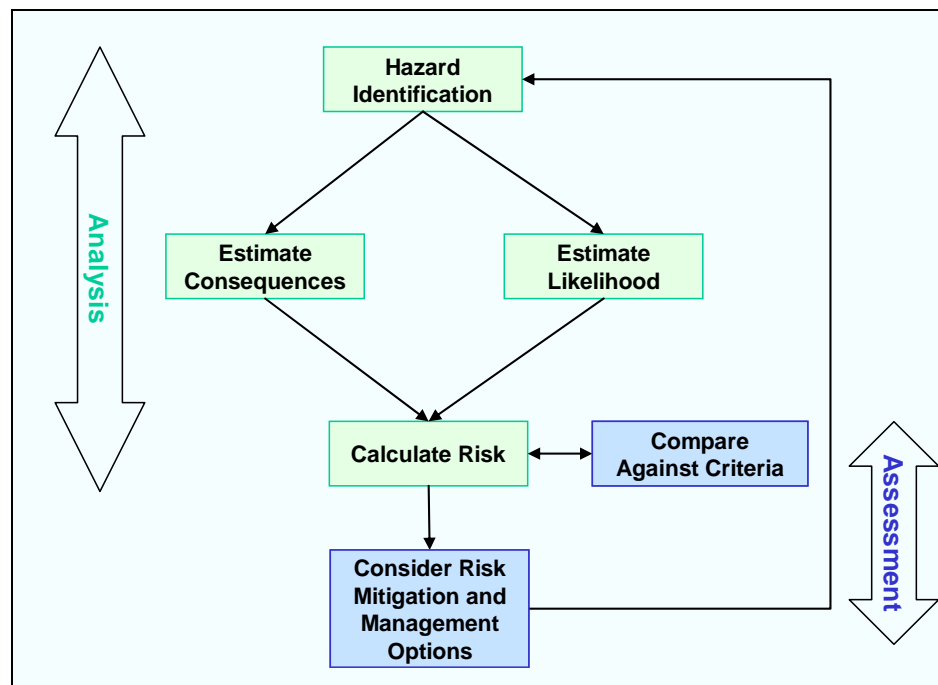 Hazard
Identification
Analysis
Estimate
Consequences
Estimate
Likelihood
Calculate Risk
Compare
Against Criteria
Assessment
Consider Risk
Mitigation and
Management
Options